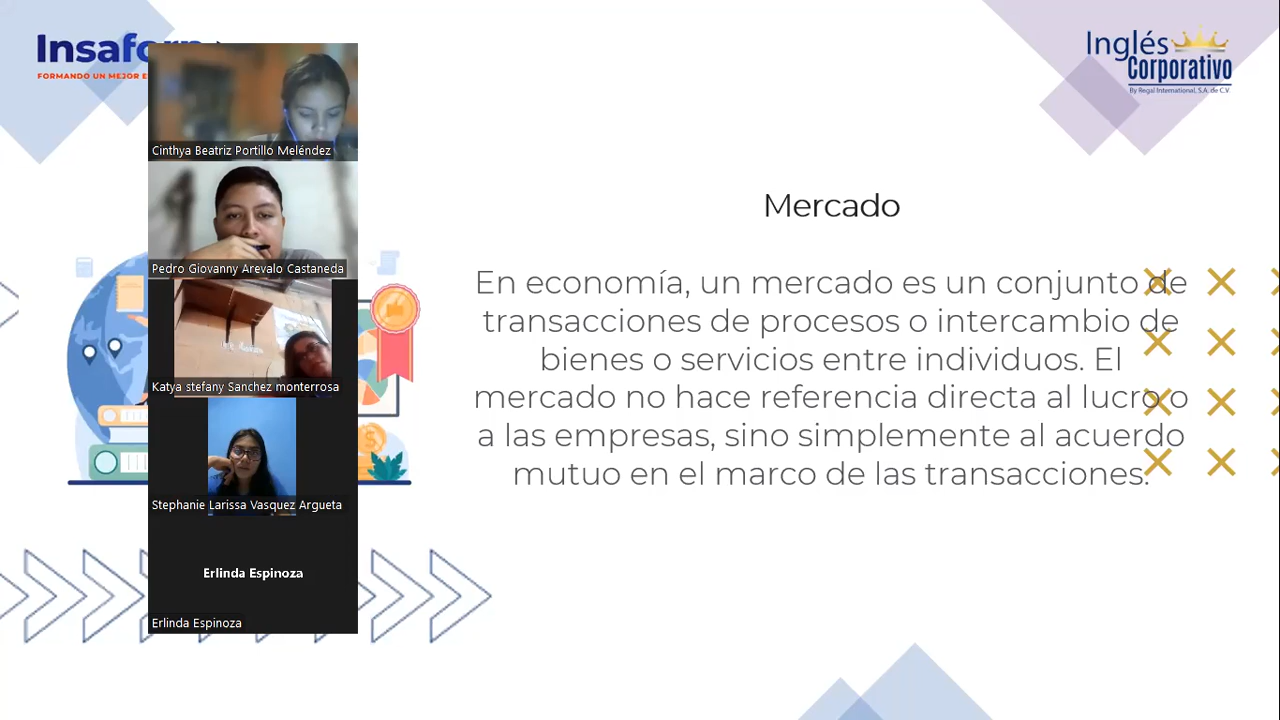 Insaforp
FORMANDO UN MEJOR
Inglés
Corporativo
By Regal International, S.A. de C.V.
Cinthya Beatriz Portillo Meléndez
Pedro Giovanny Arevalo Castaneda
Katya stefany Sanchez monterrosa
Stephanie Larissa Vasquez Argueta
Erlinda Espinoza
Erlinda Espinoza
Mercado
En economía, un mercado es un conjunto de
transacciones de procesos o intercambio de
bienes o servicios entre individuos. El
mercado no hace referencia directa al lucro o
a las empresas, sino simplemente al acuerdo
mutuo en el marco de las transacciones.